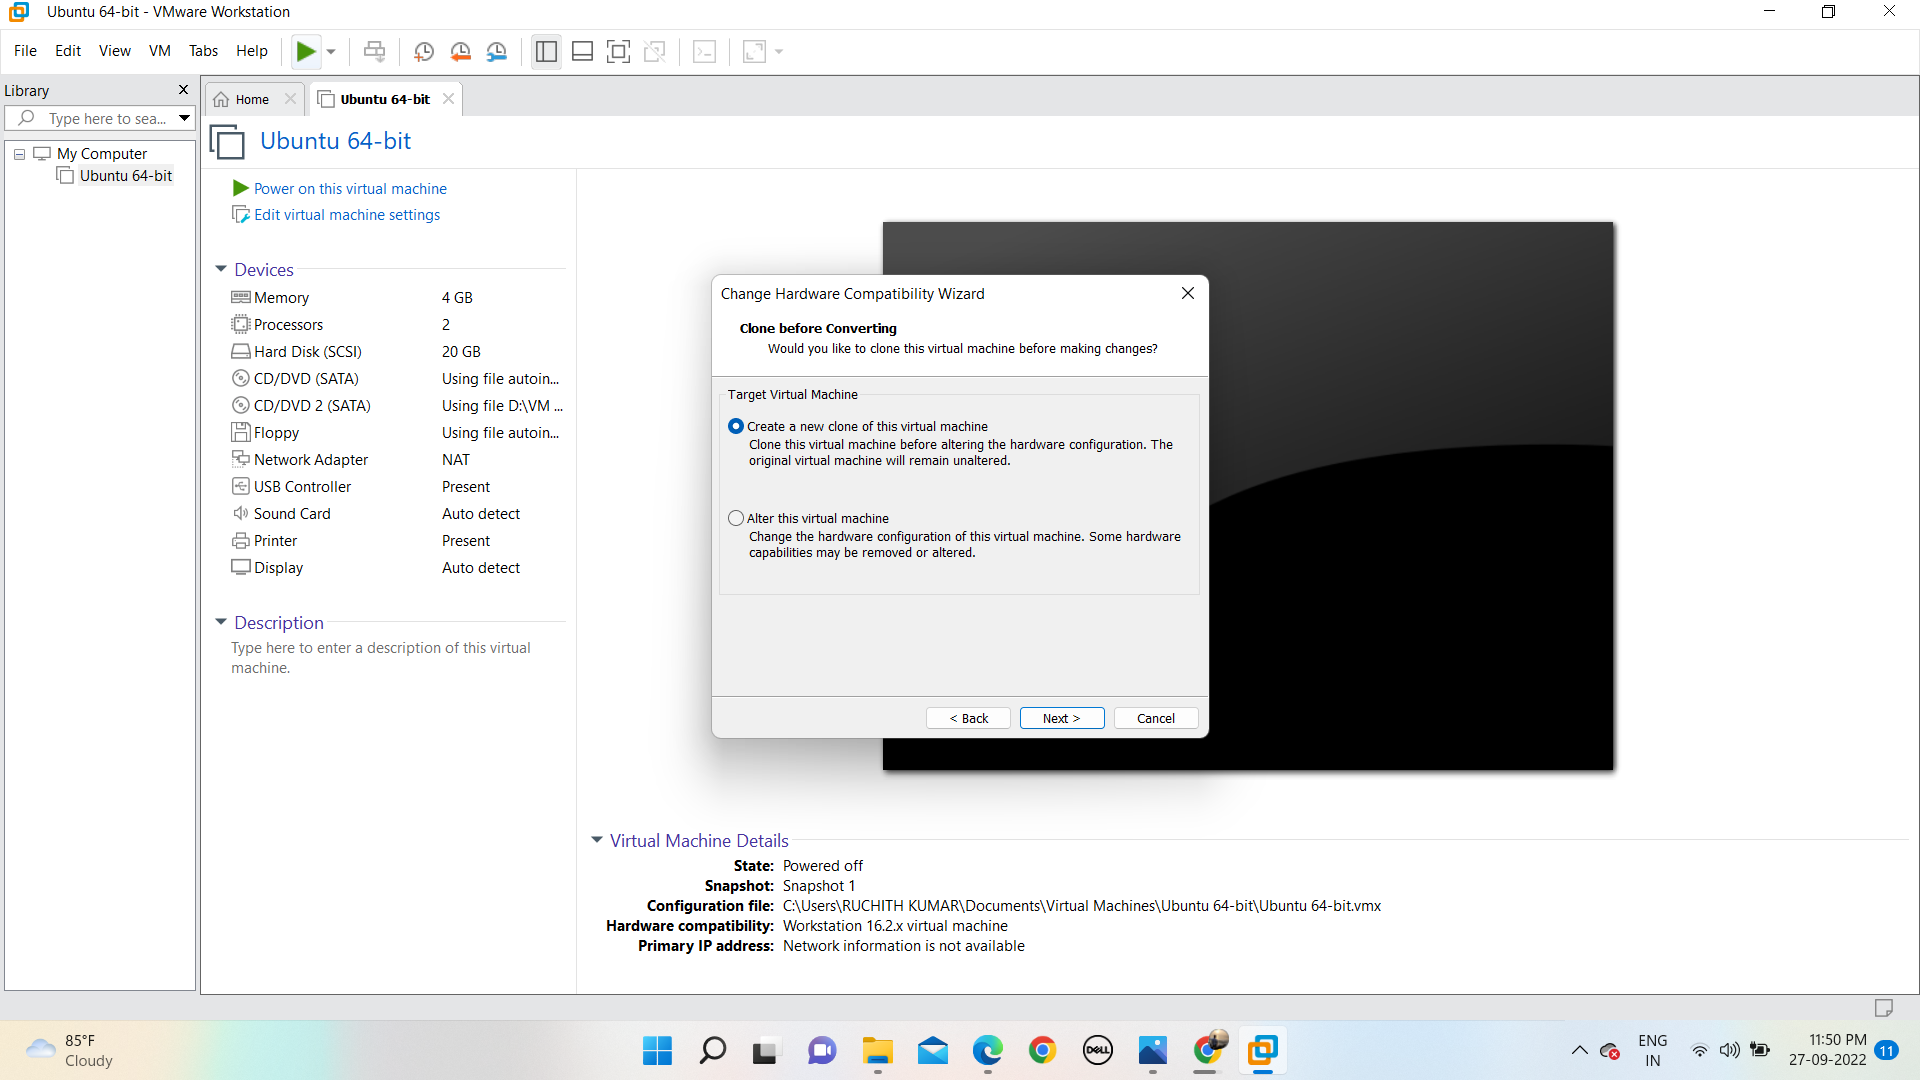 Ubuntu 64-bit - VMware Workstation
File Edit View VM Tabs Help
Library
Type here to sea...
My Computer
Ubuntu 64-bit
Home
Ubuntu 64-bit
Ubuntu 64-bit
Power on this virtual machine
Edit virtual machine settings
Devices
Memory 4 GB
Processors 2
Hard Disk (SCSI) 20 GB
CD/DVD (SATA) Using file autoin...
CD/DVD 2 (SATA) Using file D:\VM ...
Floppy Using file autoin...
Network Adapter NAT
USB Controller Present
Sound Card Auto detect
Printer Present
Display Auto detect
Description
Type here to enter a description of this virtual
machine.
Change Hardware Compatibility Wizard
Clone before Converting
Would you like to clone this virtual machine before making changes?
Target Virtual Machine
Create a new clone of this virtual machine
Clone this virtual machine before altering the hardware configuration. The
original virtual machine will remain unaltered.
Alter this virtual machine
Change the hardware configuration of this virtual machine. Some hardware
capabilities may be removed or altered.
< Back Next > Cancel
Virtual Machine Details
State: Powered off
Snapshot: Snapshot 1
Configuration file: C:\Users\RUCHITH KUMAR\Documents\Virtual Machines\Ubuntu 64-bit\Ubuntu 64-bit.vmx
Hardware compatibility: Workstation 16.2.x virtual machine
Primary IP address: Network information is not available
85°F
Cloudy
DELL
ENG
IN
11:50 PM
27-09-2022
11